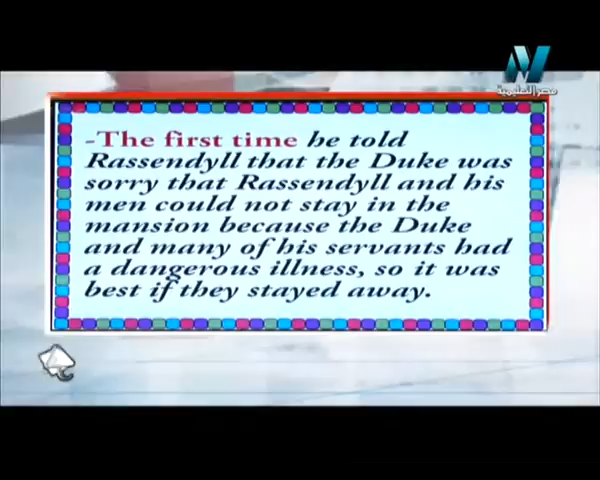 مصر التعليمية
-The first time he told
Rassendyll that the Duke was
sorry that Rassendyll and his
men could not stay in the
mansion because the Duke
and many of his servants had
a dangerous illness, so it was
best if they stayed away.